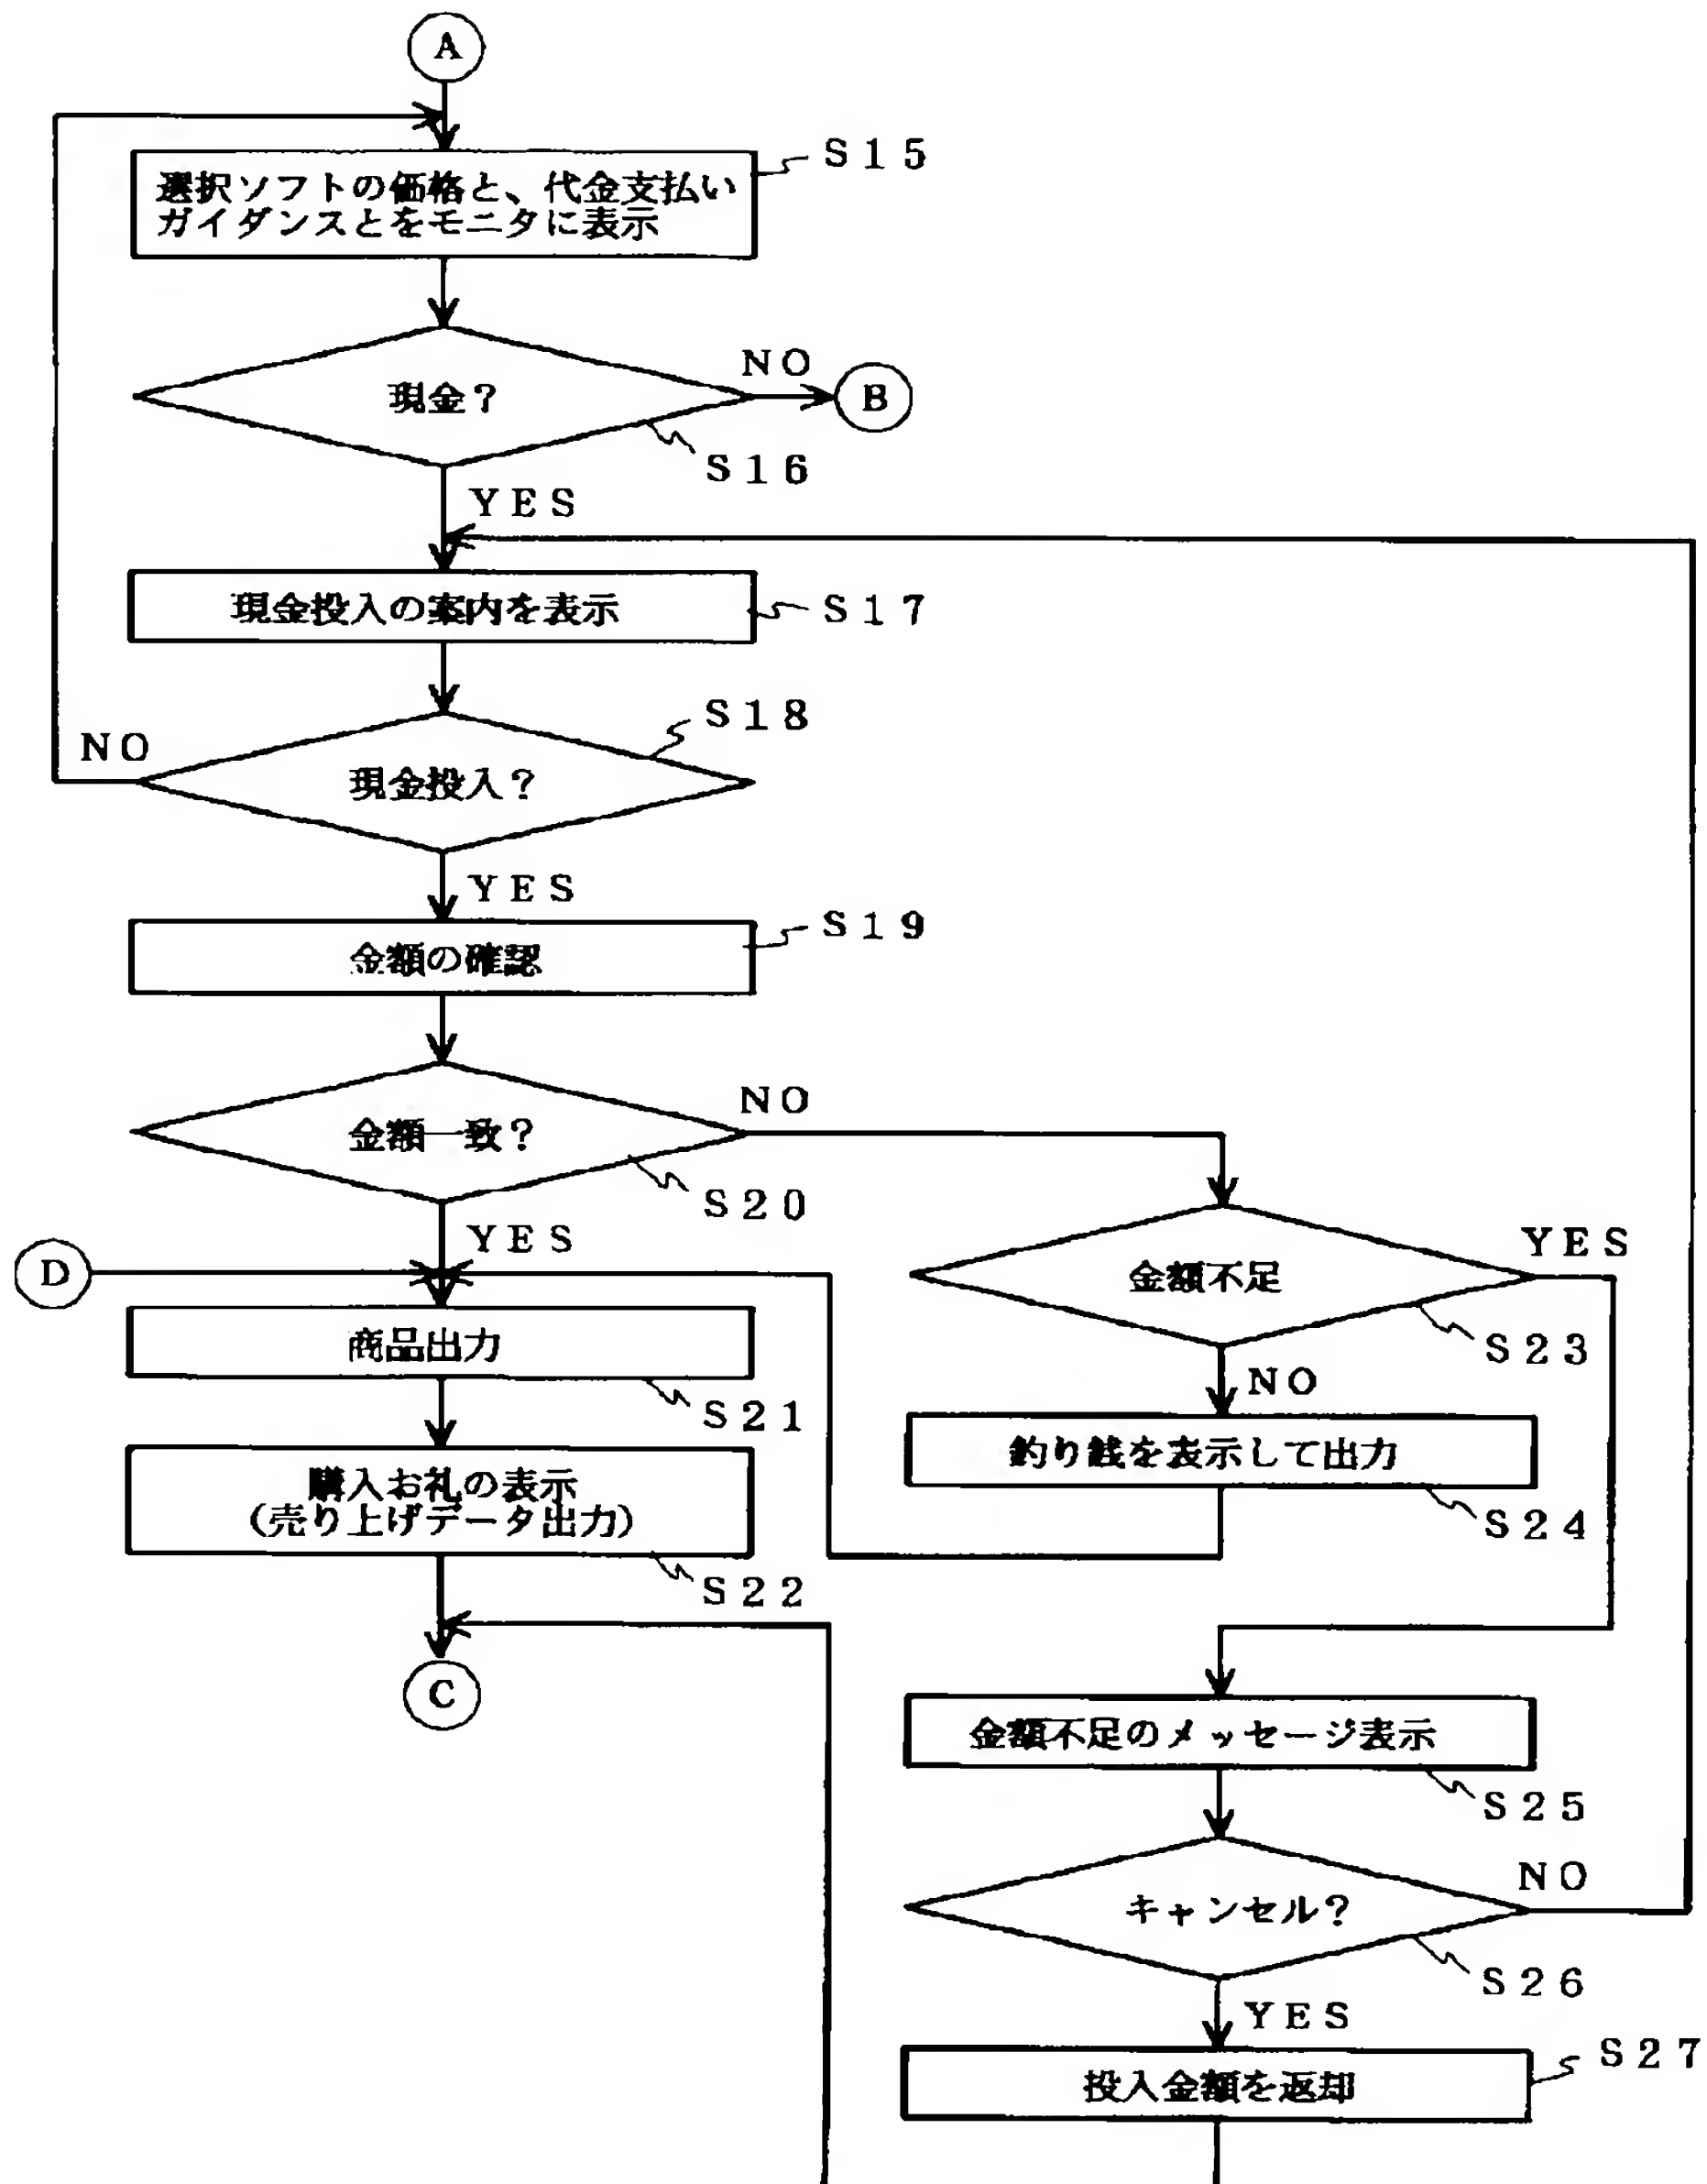 A
選択ソフトの価格と、代金支払い
ガイダンスとをモニタに表示
S15
現金?
NO
B
S16
YES
現金投入の案内を表示
S17
S18
NO
現金投入?
YES
金額の確認
S19
金額一致?
NO
S20
YES
D
商品出力
S21
購入お礼の表示
(売り上げデータ出力)
S22
C
金額不足
YES
S23
NO
釣り銭を表示して出力
S24
金額不足のメッセージ表示
S25
キャンセル?
NO
S26
YES
投入金額を返却
S27